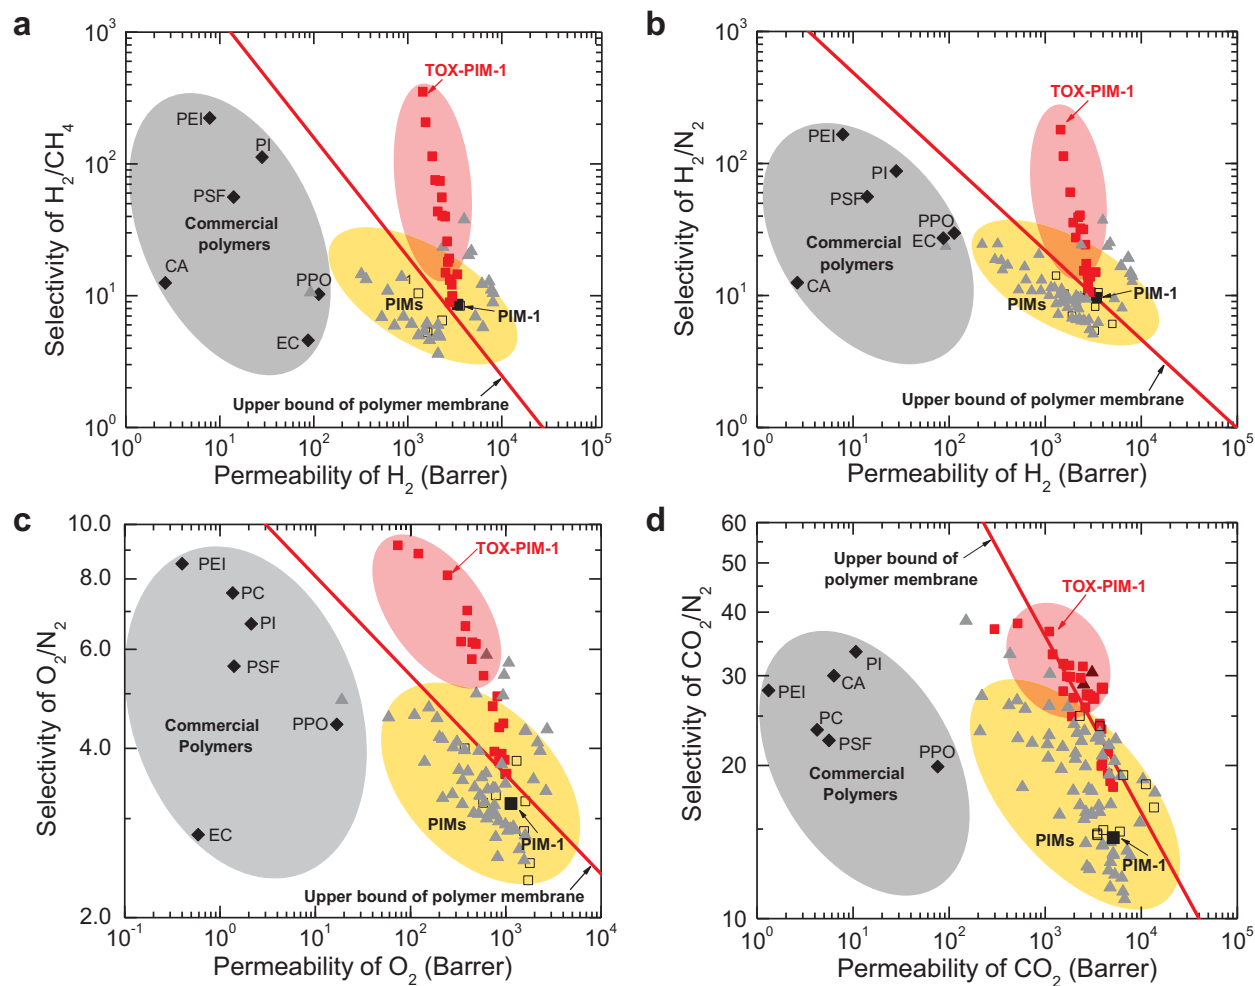 a
10³
10²
10¹
10⁰
Selectivity of H₂/CH₄
TOX-PIM-1
PEI
PI
PSF
Commercial
polymers
CA
PPO
EC
PIMs
PIM-1
Upper bound of polymer membrane
10⁰ 10¹ 10² 10³ 10⁴ 10⁵
Permeability of H₂ (Barrer)
b
10³
10²
10¹
10⁰
Selectivity of H₂/N₂
TOX-PIM-1
PEI
PI
PSF
PPO
EC
Commercial
polymers
CA
PIMs
PIM-1
Upper bound of polymer membrane
10⁰ 10¹ 10² 10³ 10⁴ 10⁵
Permeability of H₂ (Barrer)
c
10.0
8.0
6.0
4.0
2.0
Selectivity of O₂/N₂
TOX-PIM-1
PEI
PC
PI
PSF
PPO
Commercial
Polymers
EC
PIMs
PIM-1
Upper bound of polymer membrane
10⁻¹ 10⁰ 10¹ 10² 10³ 10⁴
Permeability of O₂ (Barrer)
d
60
50
40
30
20
10
Selectivity of CO₂/N₂
Upper bound of
polymer membrane
TOX-PIM-1
PI
CA
PEI
PC
PSF
PPO
Commercial
Polymers
PIMs
PIM-1
10⁰ 10¹ 10² 10³ 10⁴ 10⁵
Permeability of CO₂ (Barrer)